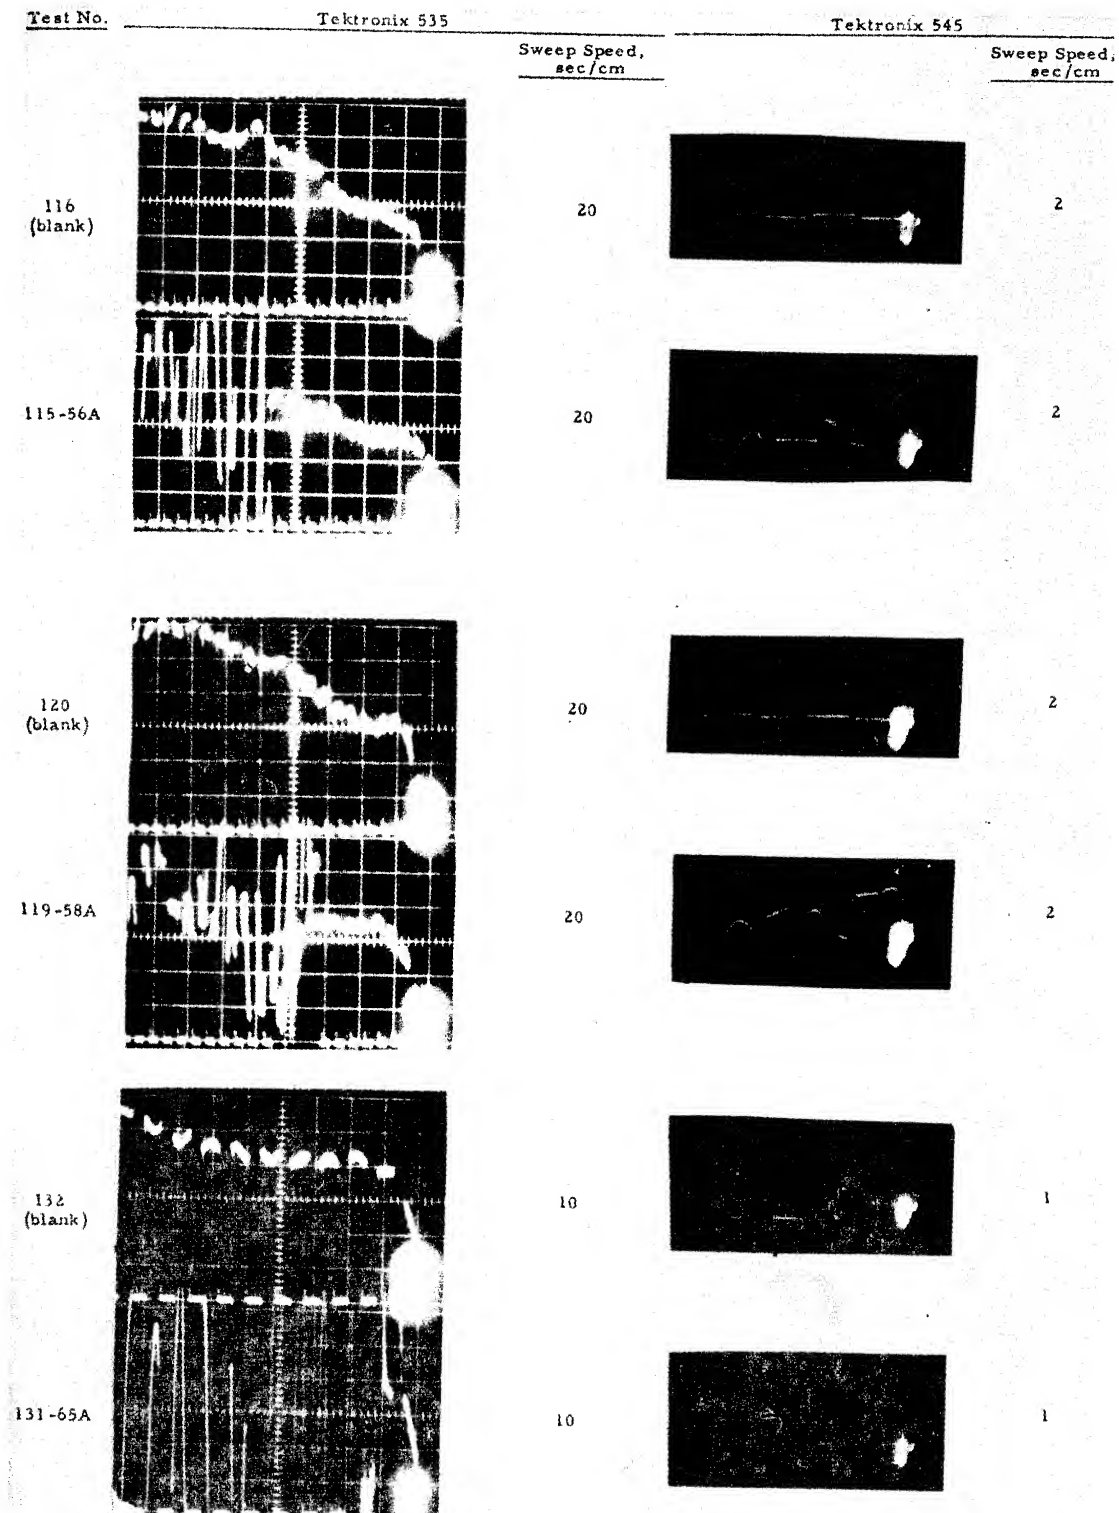 Test No. Tektronix 535 Tektronix 545
Sweep Speed, Sweep Speed,
sec/cm sec/cm
116 20 2
(blank)
115-56A 20 2
120 20 2
(blank)
119-58A 20 2
132 10 1
(blank)
131-65A 10 1